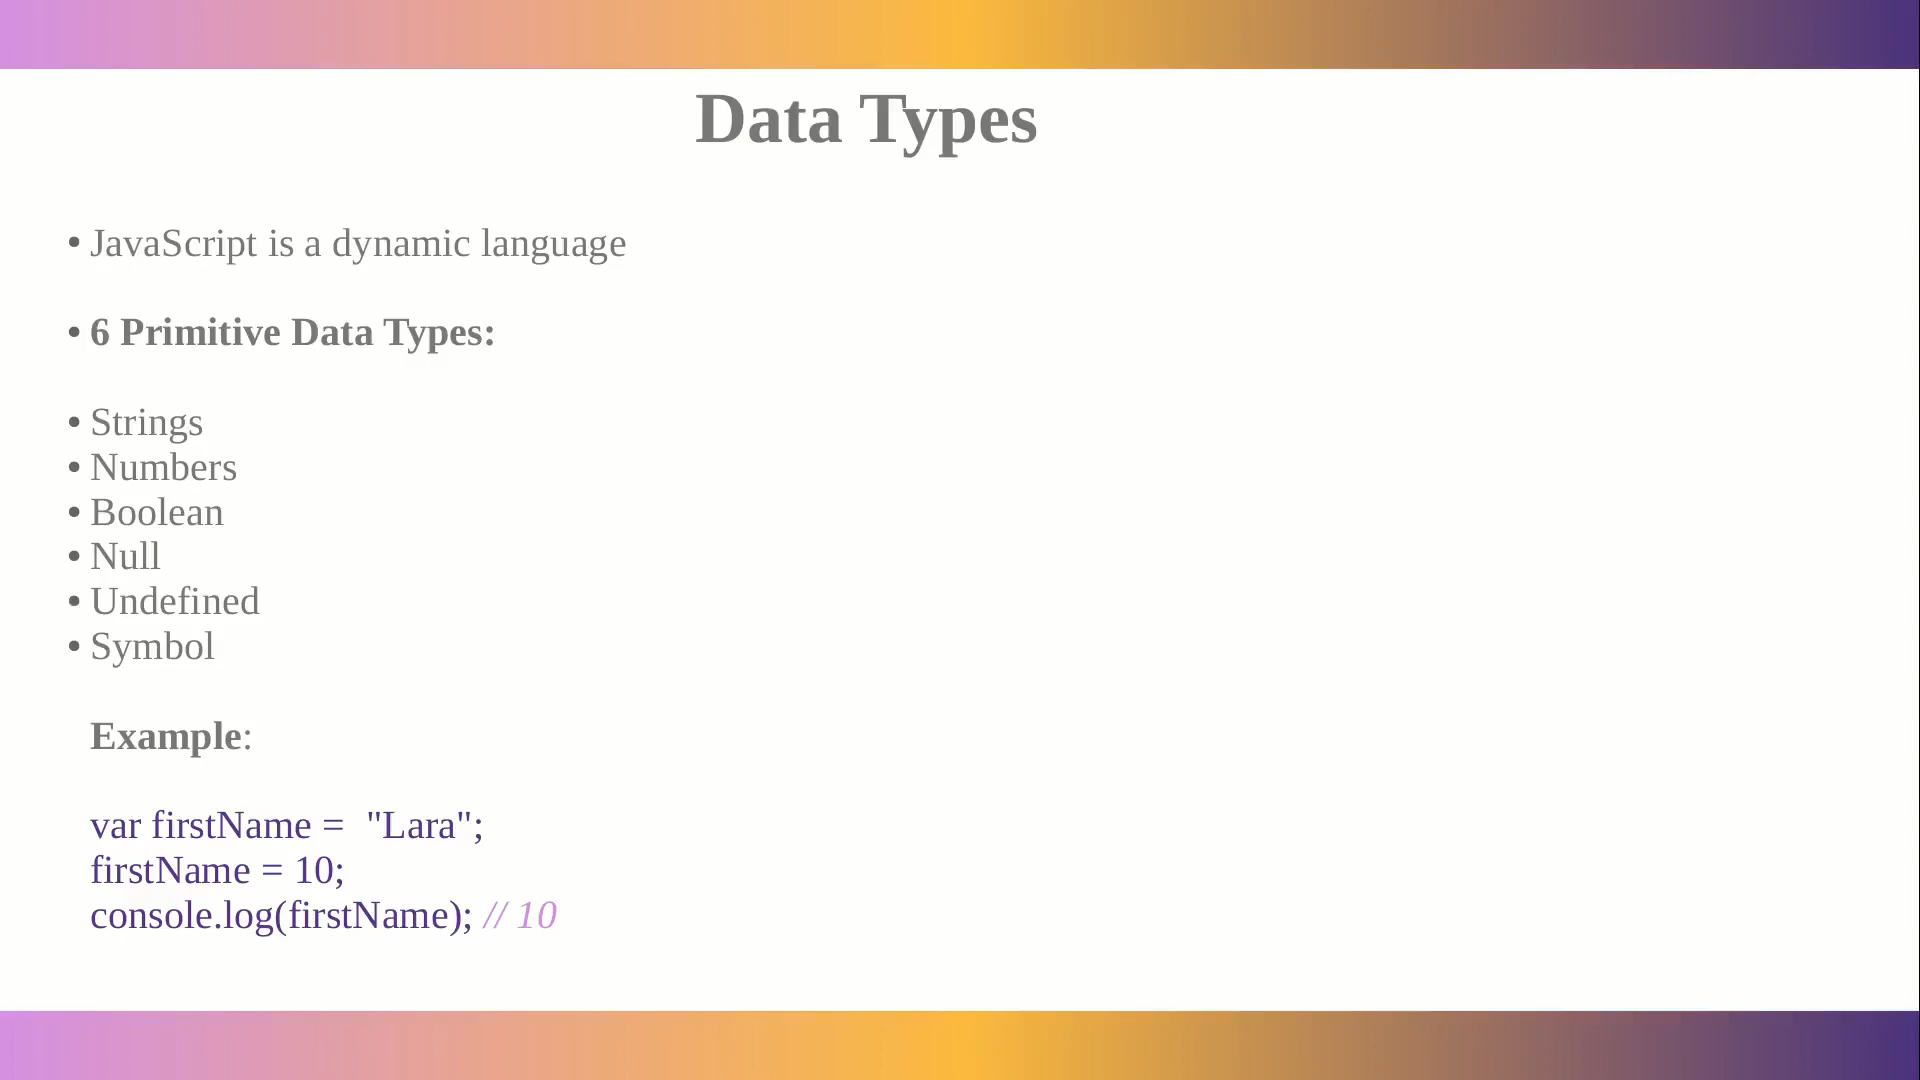 Data Types
• JavaScript is a dynamic language
• 6 Primitive Data Types:
• Strings
• Numbers
• Boolean
• Null
• Undefined
• Symbol
Example:
var firstName =  "Lara";
firstName = 10;
console.log(firstName); // 10